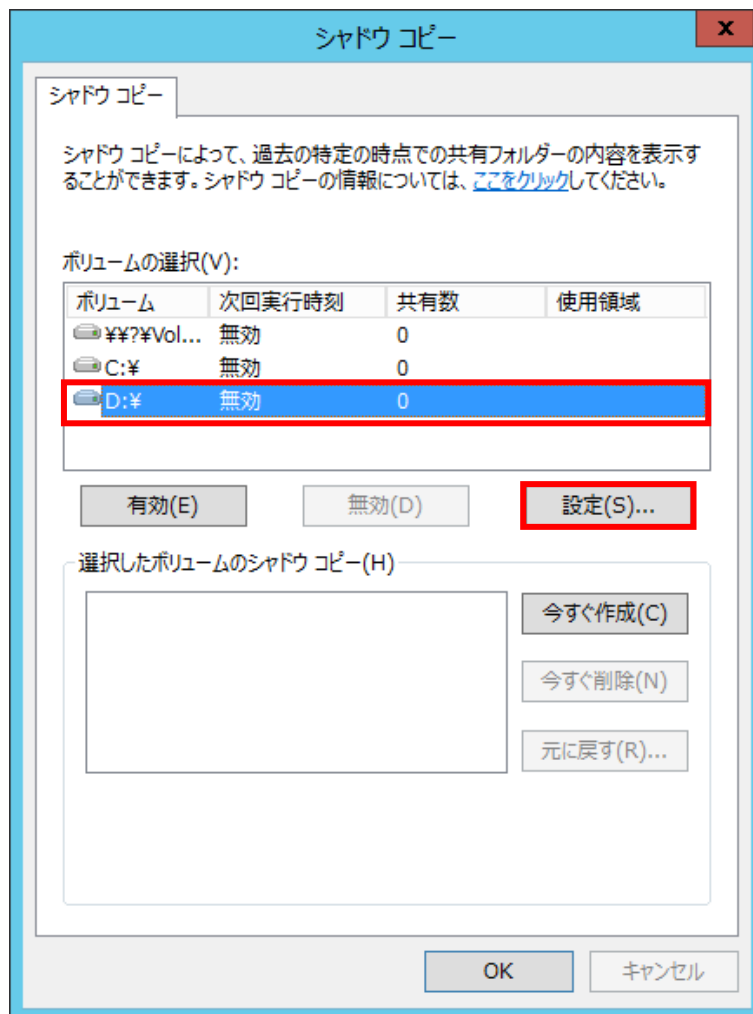 シャドウ コピー
x
シャドウ コピー
シャドウ コピーによって、過去の特定の時点での共有フォルダーの内容を表示す
ることができます。シャドウ コピーの情報については、ここをクリックしてください。
ボリュームの選択(V):
ボリューム 次回実行時刻 共有数 使用領域
¥¥?¥Vol... 無効 0
C:¥ 無効 0
D:¥ 無効 0
有効(E) 無効(D) 設定(S)...
選択したボリュームのシャドウ コピー(H)
今すぐ作成(C)
今すぐ削除(N)
元に戻す(R)...
OK キャンセル